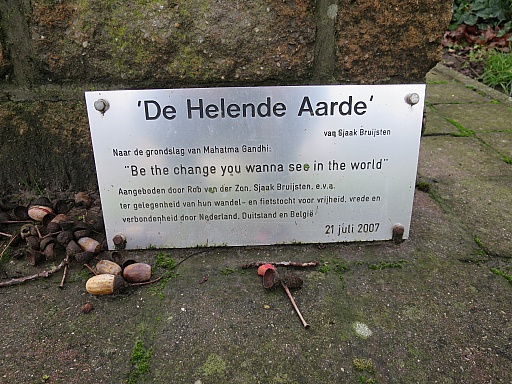 'De Helende Aarde'
van Sjaak Bruijsten
Naar de grondslag van Mahatma Gandhi:
"Be the change you wanna see in the world"
Aangeboden door Rob van der Zon, Sjaak Bruijsten, e.v.a.
ter gelegenheid van hun wandel- en fietstocht voor vrijheid, vrede en
verbondenheid door Nederland, Duitsland en België
21 juli 2007